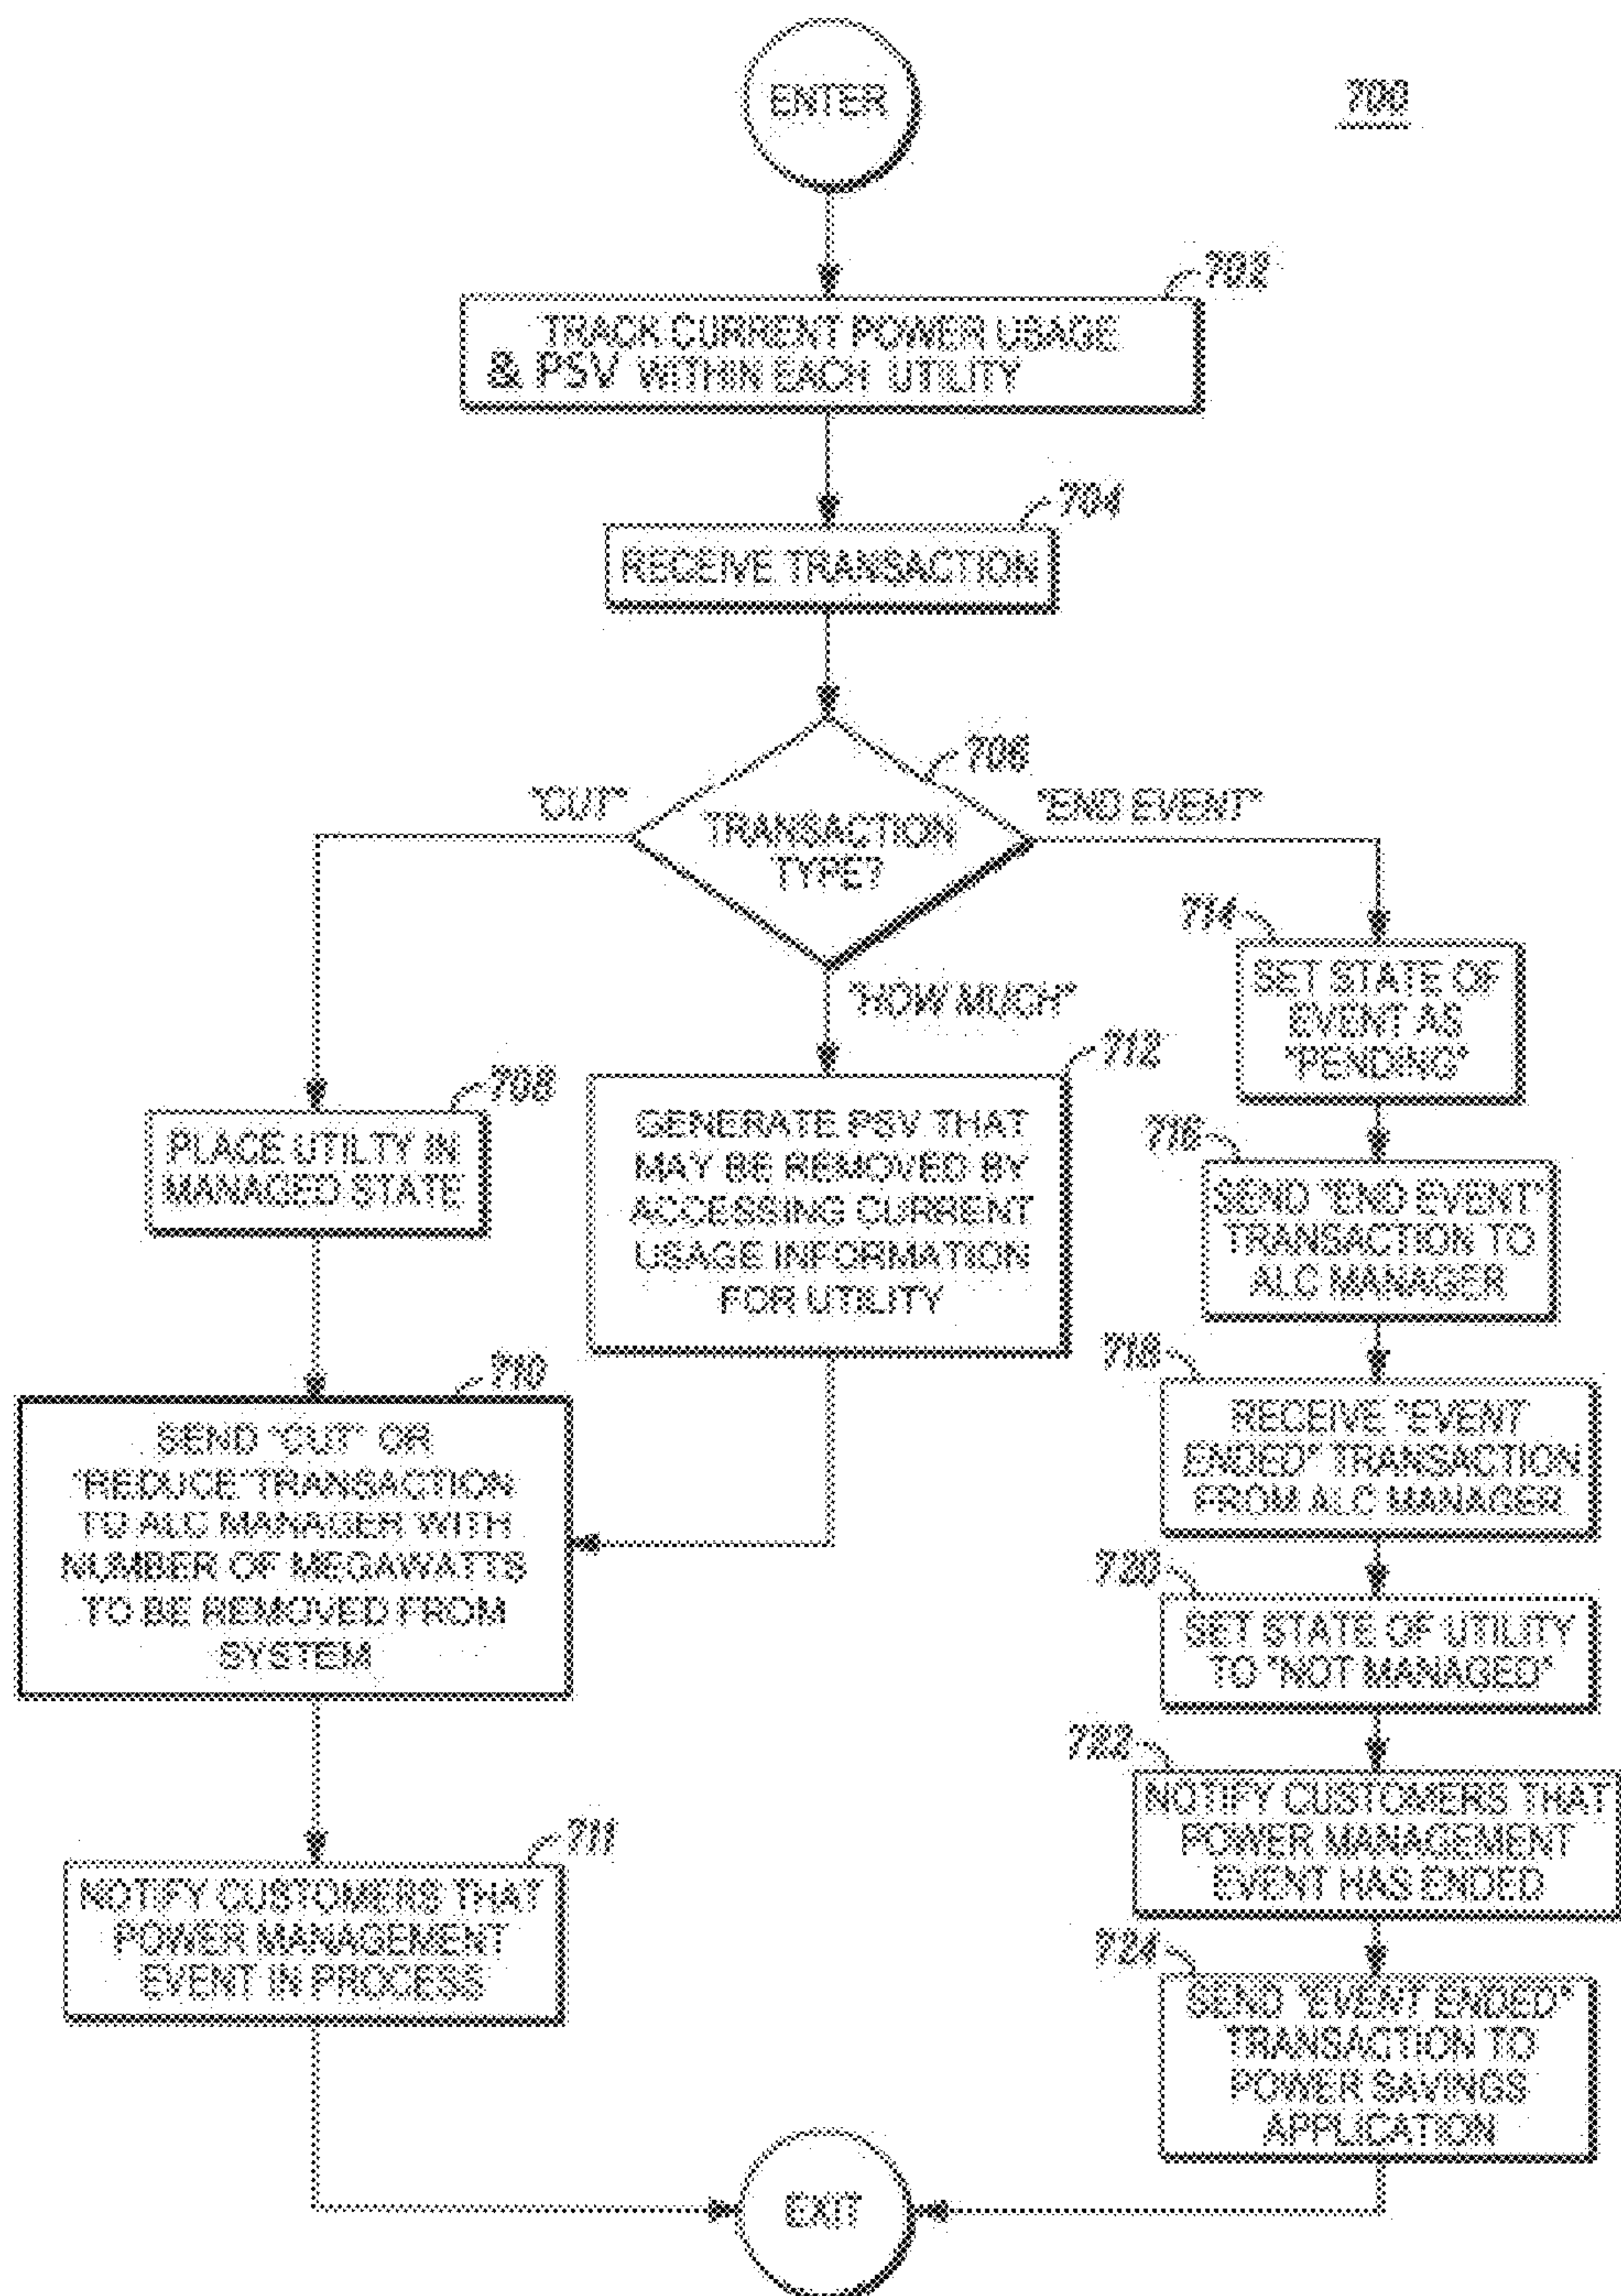 ENTER
700
702
TRACK CURRENT POWER USAGE
& PSV WITHIN EACH UTILITY
704
RECEIVE TRANSACTION
706
"CUT"
"END EVENT"
TRANSACTION
TYPE?
"HOW MUCH"
708
PLACE UTILTY IN
MANAGED STATE
712
GENERATE PSV THAT
MAY BE REMOVED BY
ACCESSING CURRENT
USAGE INFORMATION
FOR UTILITY
710
SEND "CUT" OR
"REDUCE" TRANSACTION
TO ALC MANAGER WITH
NUMBER OF MEGAWATTS
TO BE REMOVED FROM
SYSTEM
711
NOTIFY CUSTOMERS THAT
POWER MANAGEMENT
EVENT IN PROCESS
714
SET STATE OF
EVENT AS
"PENDING"
716
SEND "END EVENT"
TRANSACTION TO
ALC MANAGER
718
RECEIVE "EVENT
ENDED" TRANSACTION
FROM ALC MANAGER
720
SET STATE OF UTILITY
TO "NOT MANAGED"
722
NOTIFY CUSTOMERS THAT
POWER MANAGEMENT
EVENT HAS ENDED
724
SEND "EVENT ENDED"
TRANSACTION TO
POWER SAVINGS
APPLICATION
EXIT